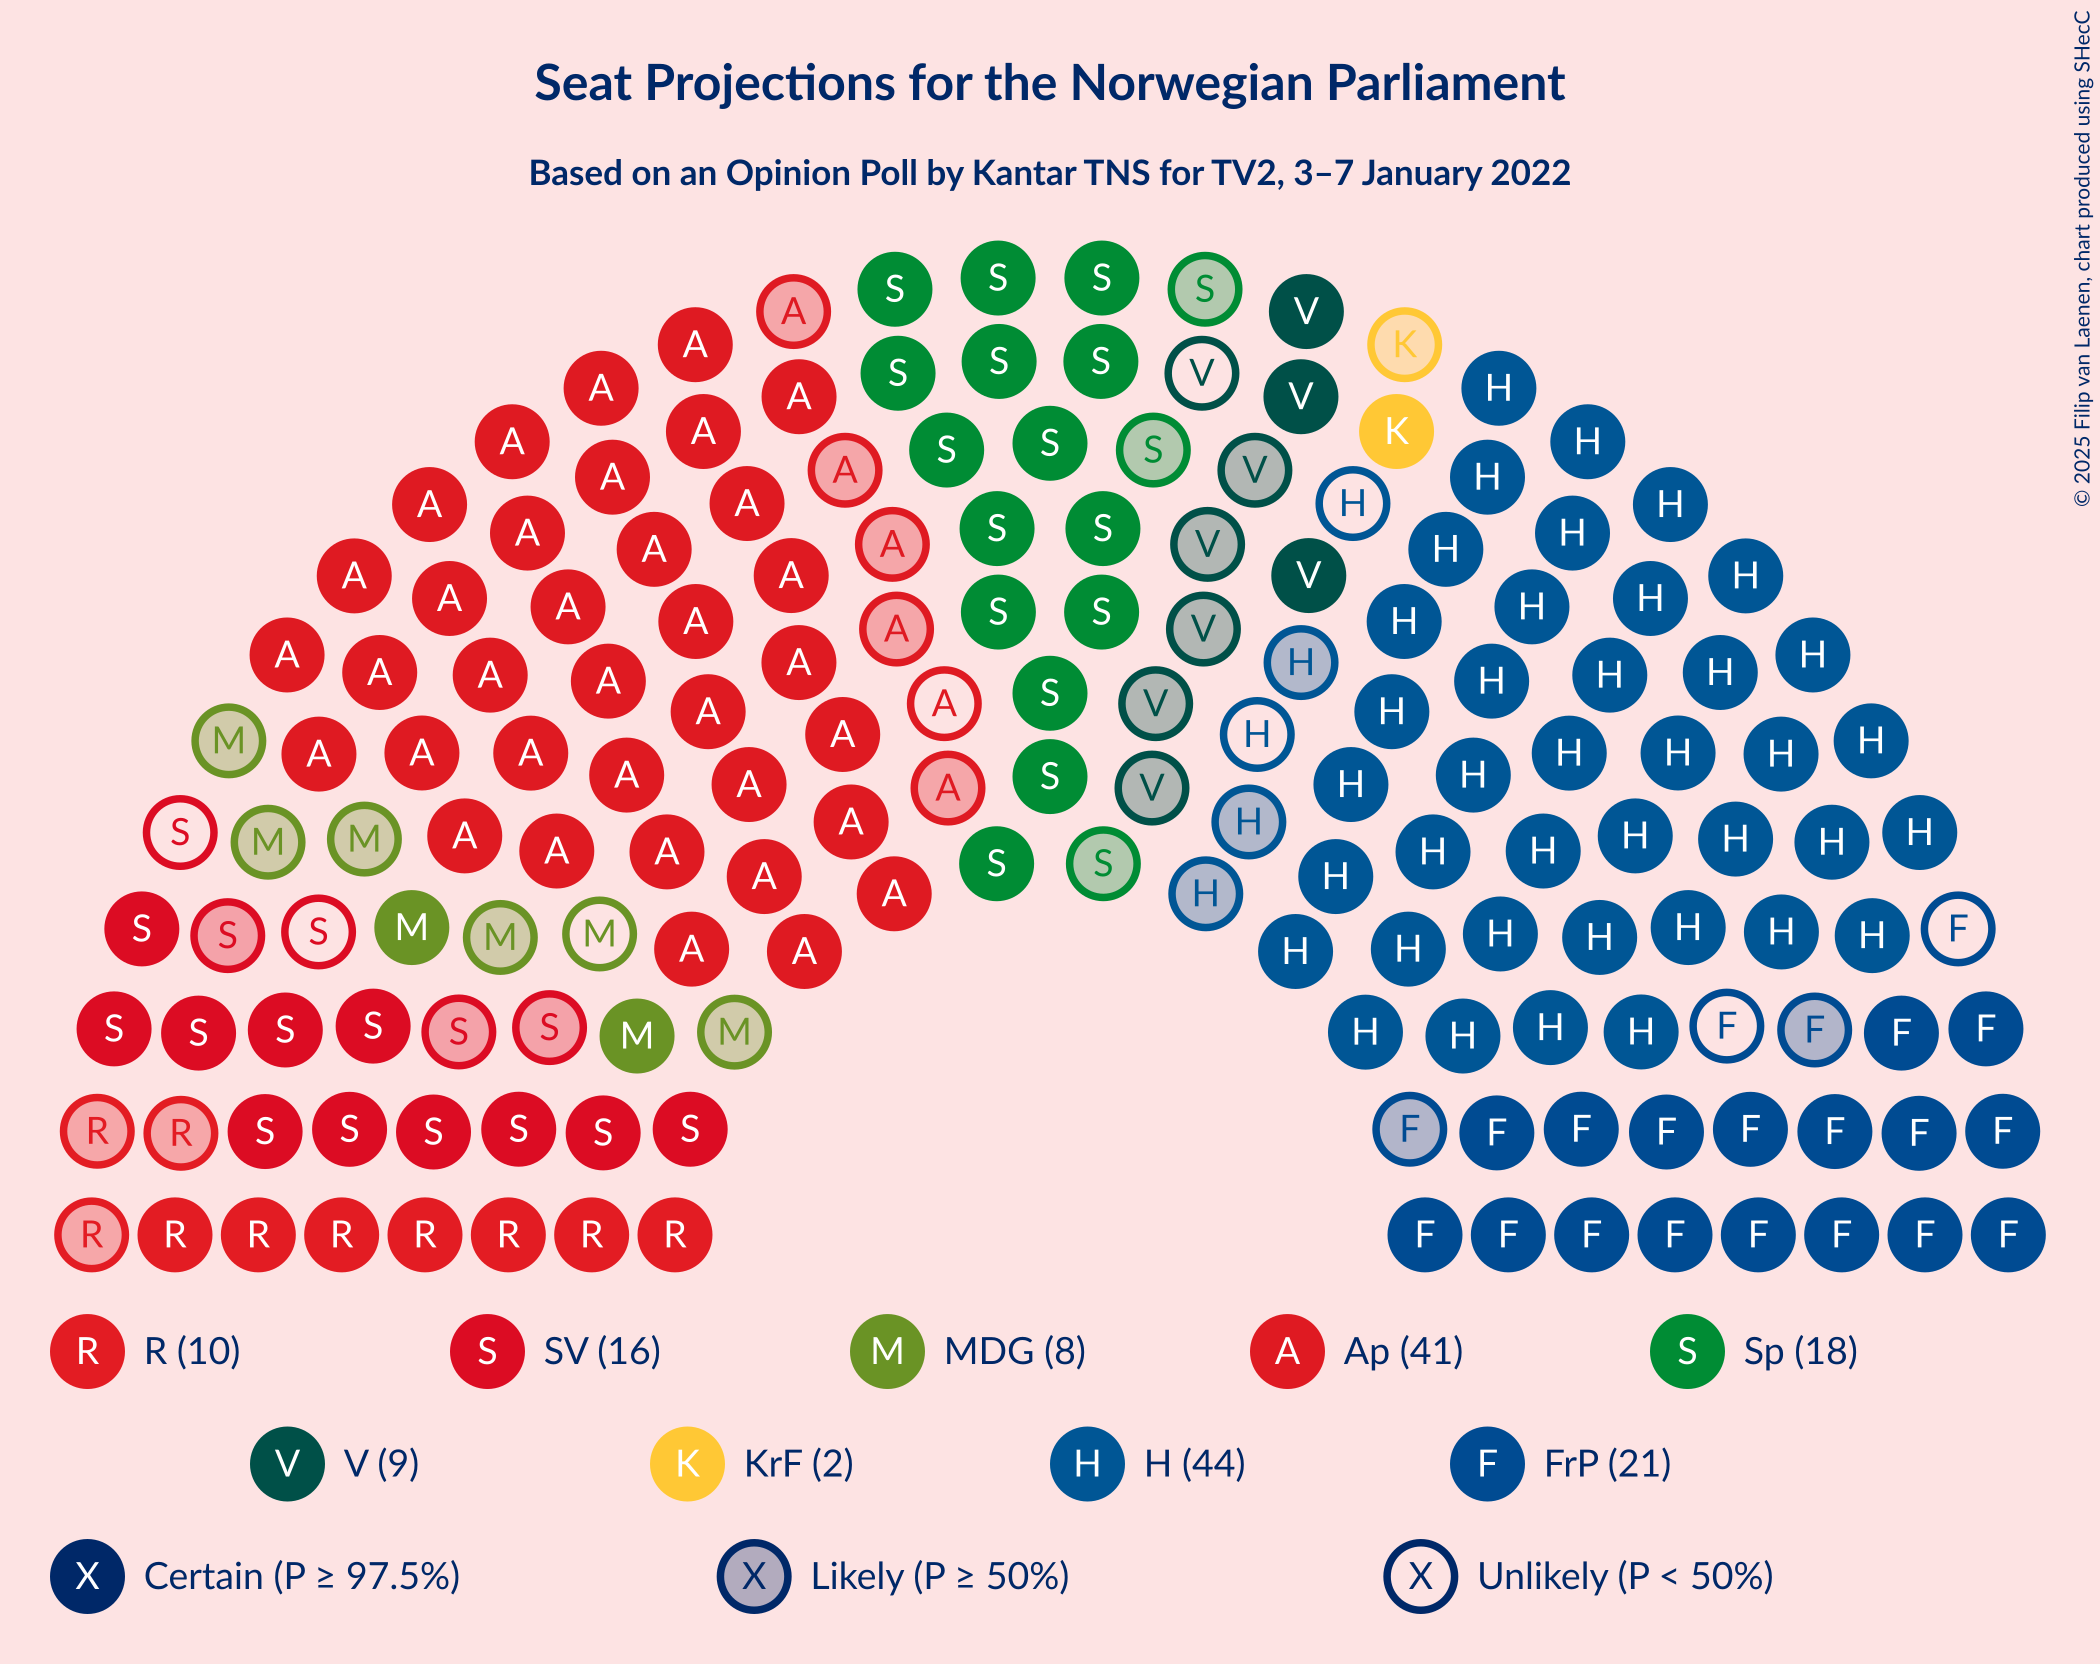 © 2025 Filip van Laenen, chart produced using SHecC
Seat Projections for the Norwegian Parliament
Based on an Opinion Poll by Kantar TNS for TV2, 3–7 January 2022
S S S S
A V
A K
S S S V
A A V H
A A S S S K H
A A A A V H H H
A A A S S V H H
A A A A S S V H H H
A A A A V H H H
A A A A A S V H H H H
M A A A A A A A S V H H H H H H H
S M M A A A A A S S H H H H H H H H
S S S M M M A A A H H H H H H H H F
S S S S S S M M H H H H F F F F
R R S S S S S S F F F F F F F F
R R R R R R R R F F F F F F F F
R R (10) S SV (16) M MDG (8) A Ap (41) S Sp (18)
V V (9) K KrF (2) H H (44) F FrP (21)
X Certain (P ≥ 97.5%) X Likely (P ≥ 50%) X Unlikely (P < 50%)